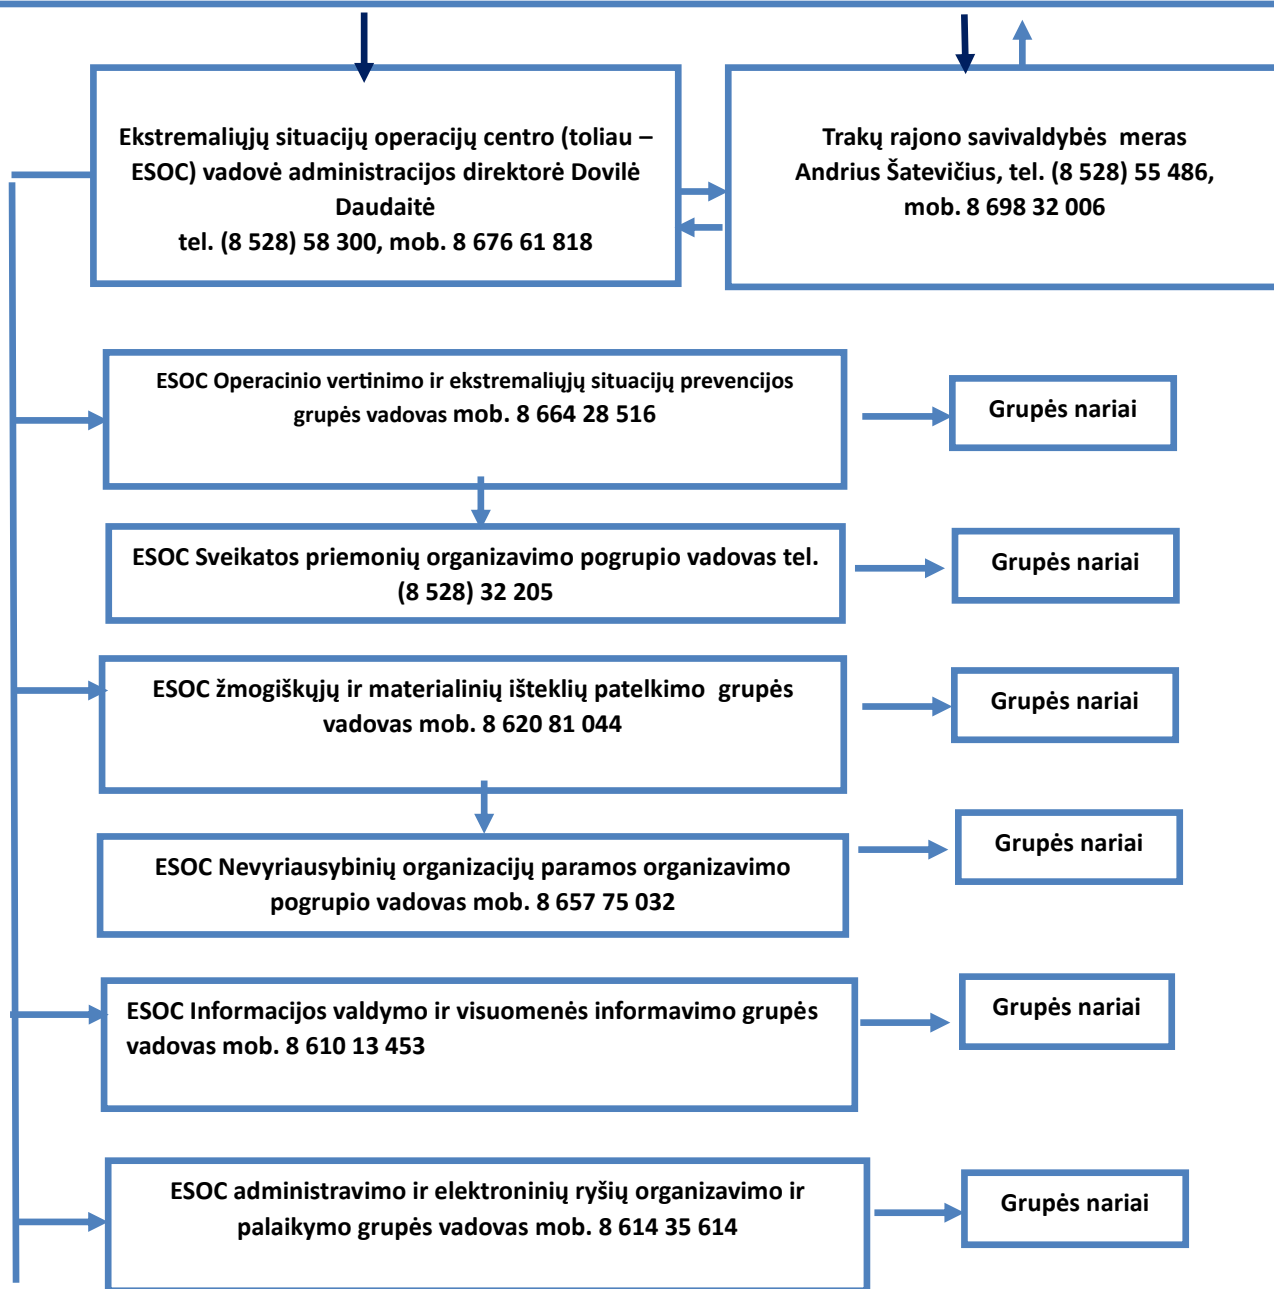 Ekstremaliųjų situacijų operacijų centro (toliau –
ESOC) vadovė administracijos direktorė Dovilė
Daudaitė
tel. (8 528) 58 300, mob. 8 676 61 818
Trakų rajono savivaldybės meras
Andrius Šatevičius, tel. (8 528) 55 486,
mob. 8 698 32 006
ESOC Operacinio vertinimo ir ekstremaliųjų situacijų prevencijos
grupės vadovas mob. 8 664 28 516
Grupės nariai
ESOC Sveikatos priemonių organizavimo pogrupio vadovas tel.
(8 528) 32 205
Grupės nariai
ESOC žmogiškųjų ir materialinių išteklių patelkimo grupės
vadovas mob. 8 620 81 044
Grupės nariai
ESOC Nevyriausybinių organizacijų paramos organizavimo
pogrupio vadovas mob. 8 657 75 032
Grupės nariai
ESOC Informacijos valdymo ir visuomenės informavimo grupės
vadovas mob. 8 610 13 453
Grupės nariai
ESOC administravimo ir elektroninių ryšių organizavimo ir
palaikymo grupės vadovas mob. 8 614 35 614
Grupės nariai